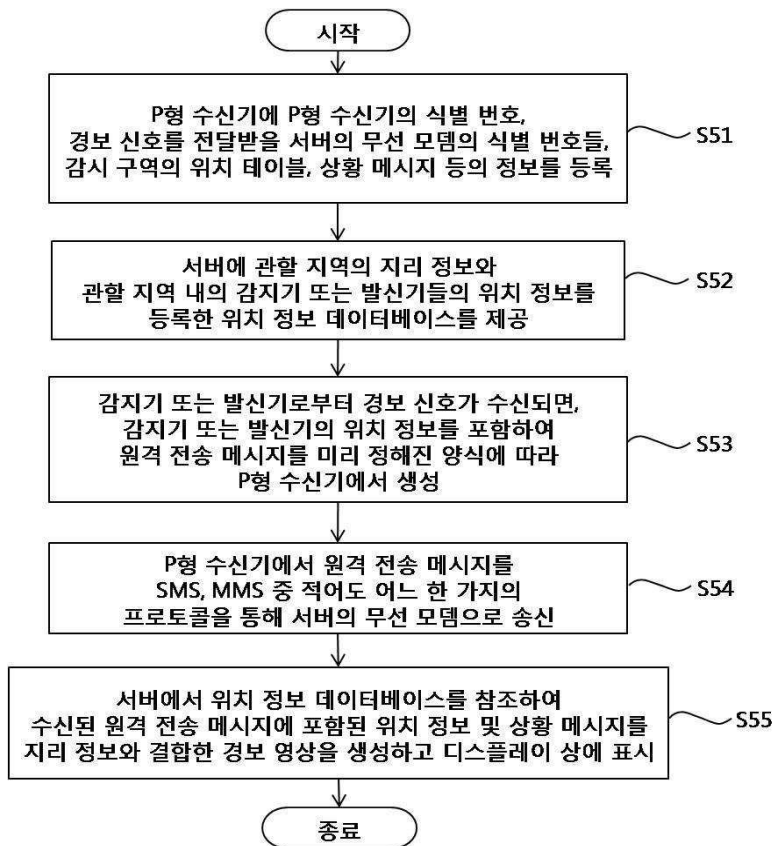 시작
P형 수신기에 P형 수신기의 식별 번호,
경보 신호를 전달받을 서버의 무선 모뎀의 식별 번호들,
감시 구역의 위치 테이블, 상황 메시지 등의 정보를 등록
S51
서버에 관할 지역의 지리 정보와
관할 지역 내의 감지기 또는 발신기들의 위치 정보를
등록한 위치 정보 데이터베이스를 제공
S52
감지기 또는 발신기로부터 경보 신호가 수신되면,
감지기 또는 발신기의 위치 정보를 포함하여
원격 전송 메시지를 미리 정해진 양식에 따라
P형 수신기에서 생성
S53
P형 수신기에서 원격 전송 메시지를
SMS, MMS 중 적어도 어느 한 가지의
프로토콜을 통해 서버의 무선 모뎀으로 송신
S54
서버에서 위치 정보 데이터베이스를 참조하여
수신된 원격 전송 메시지에 포함된 위치 정보 및 상황 메시지를
지리 정보와 결합한 경보 영상을 생성하고 디스플레이 상에 표시
S55
종료